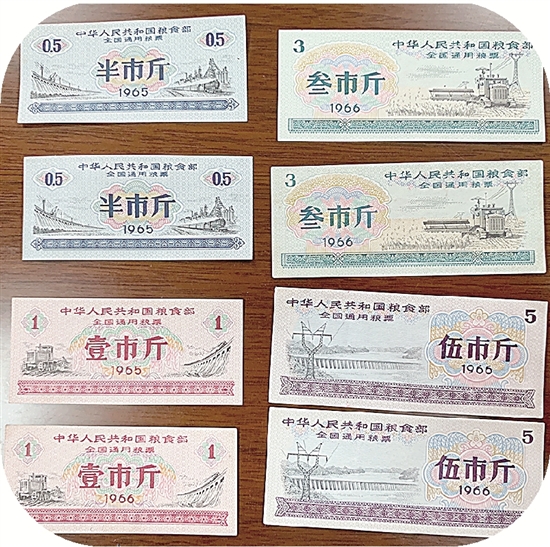 中华人民共和国粮食部
全国通用粮票
0.5 0.5
半市斤
1965
3 中华人民共和国粮食部
全国通用粮票
叁市斤
1966
中华人民共和国粮食部
全国通用粮票
0.5 0.5
半市斤
1965
3 中华人民共和国粮食部
全国通用粮票
叁市斤
1966
中华人民共和国粮食部
全国通用粮票
1 1
壹市斤
1965
中华人民共和国粮食部 5
全国通用粮票
伍市斤
1966
中华人民共和国粮食部
全国通用粮票
1 1
壹市斤
1966
中华人民共和国粮食部 5
全国通用粮票
伍市斤
1966